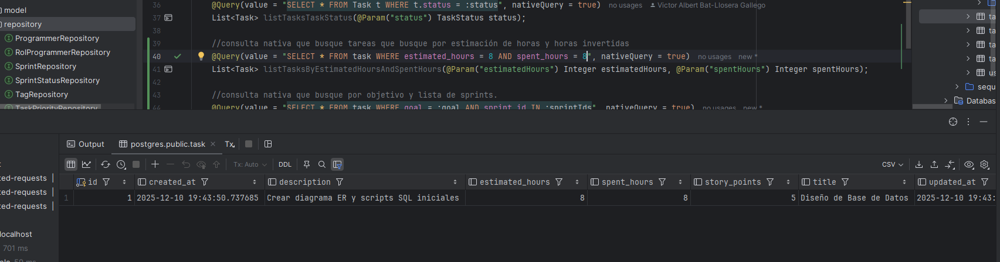 model
repository
ProgrammerRepository
RolProgrammerRepository
SprintRepository
SprintStatusRepository
TagRepository
TaskPriorityRepository
36 @Query(value = "SELECT * FROM Task t WHERE t.status = :status", nativeQuery = true) no usages Victor Albert Bat-Llosera Gallego
37 List<Task> listTasksTaskStatus(@Param("status") TaskStatus status);
38
39 //consulta nativa que busque tareas que busque por estimación de horas y horas invertidas
40 @Query(value = "SELECT * FROM task WHERE estimated_hours = 8 AND spent_hours = 8", nativeQuery = true) no usages new *
41 List<Task> listTasksByEstimatedHoursAndSpentHours(@Param("estimatedHours") Integer estimatedHours, @Param("spentHours") Integer spentHours);
42
43 //consulta nativa que busque por objetivo y lista de sprints.
44 @Query(value = "SELECT * FROM task WHERE goal = :goal AND sprint_id IN :sprintIds", nativeQuery = true) no usages new *
ta
ta
ta
ta
us
sequ
Databas
Output postgres.public.task Tx
Tx: Auto DDL CSV
id created_at description estimated_hours spent_hours story_points title updated_at
1 1 2025-12-10 19:43:50.737685 Crear diagrama ER y scripts SQL iniciales 8 8 5 Diseño de Base de Datos 2025-12-10 19:43:
ted-requests
ted-requests
ted-requests
localhost
701 ms
59 ms